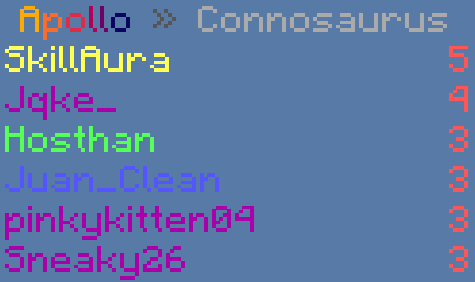 Apollo » Connosaurus
SkillAura 5
Jqke_ 4
Hosthan 3
Juan_Clean 3
pinkykitten04 3
Sneaky26 3